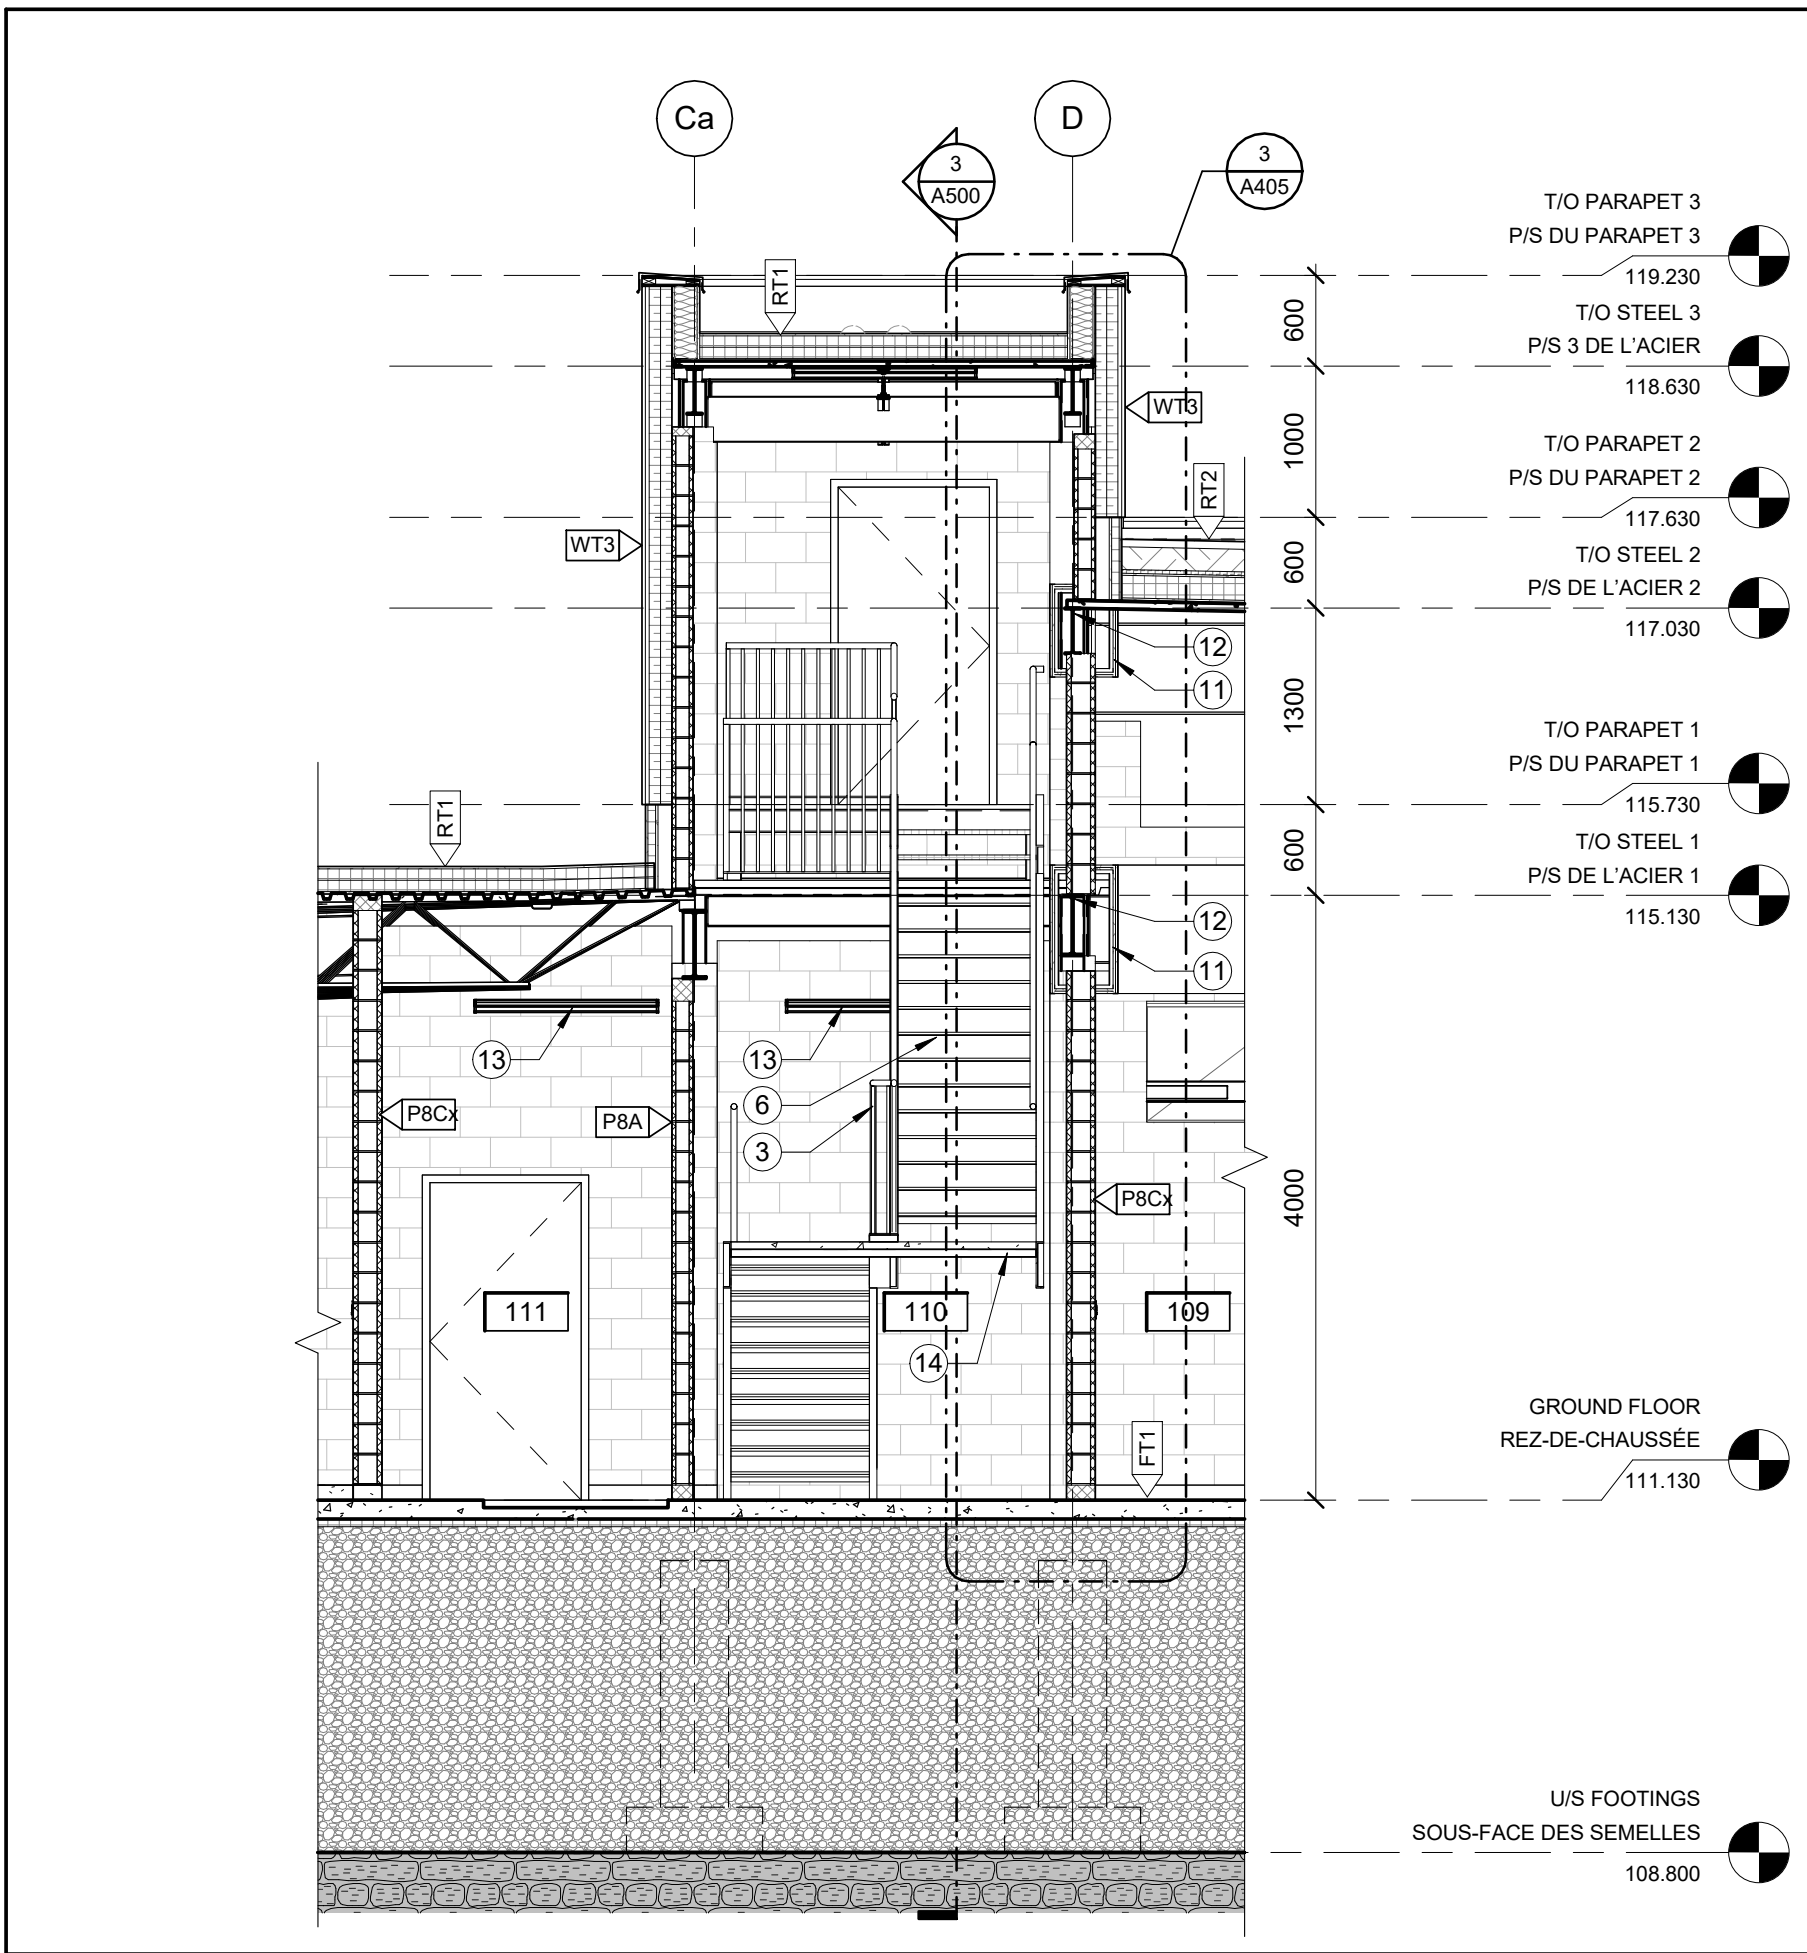 Ca
D
3
A500
3
A405
T/O PARAPET 3
P/S DU PARAPET 3
119.230
T/O STEEL 3
P/S 3 DE L'ACIER
118.630
T/O PARAPET 2
P/S DU PARAPET 2
117.630
T/O STEEL 2
P/S DE L'ACIER 2
117.030
T/O PARAPET 1
P/S DU PARAPET 1
115.730
T/O STEEL 1
P/S DE L'ACIER 1
115.130
GROUND FLOOR
REZ-DE-CHAUSSÉE
111.130
U/S FOOTINGS
SOUS-FACE DES SEMELLES
108.800
600
1000
600
1300
600
4000
RT1
WT3
RT2
WT3
12
11
RT1
12
11
13
13
6
3
P8Cx
P8A
P8Cx
111
110
109
14
FT1